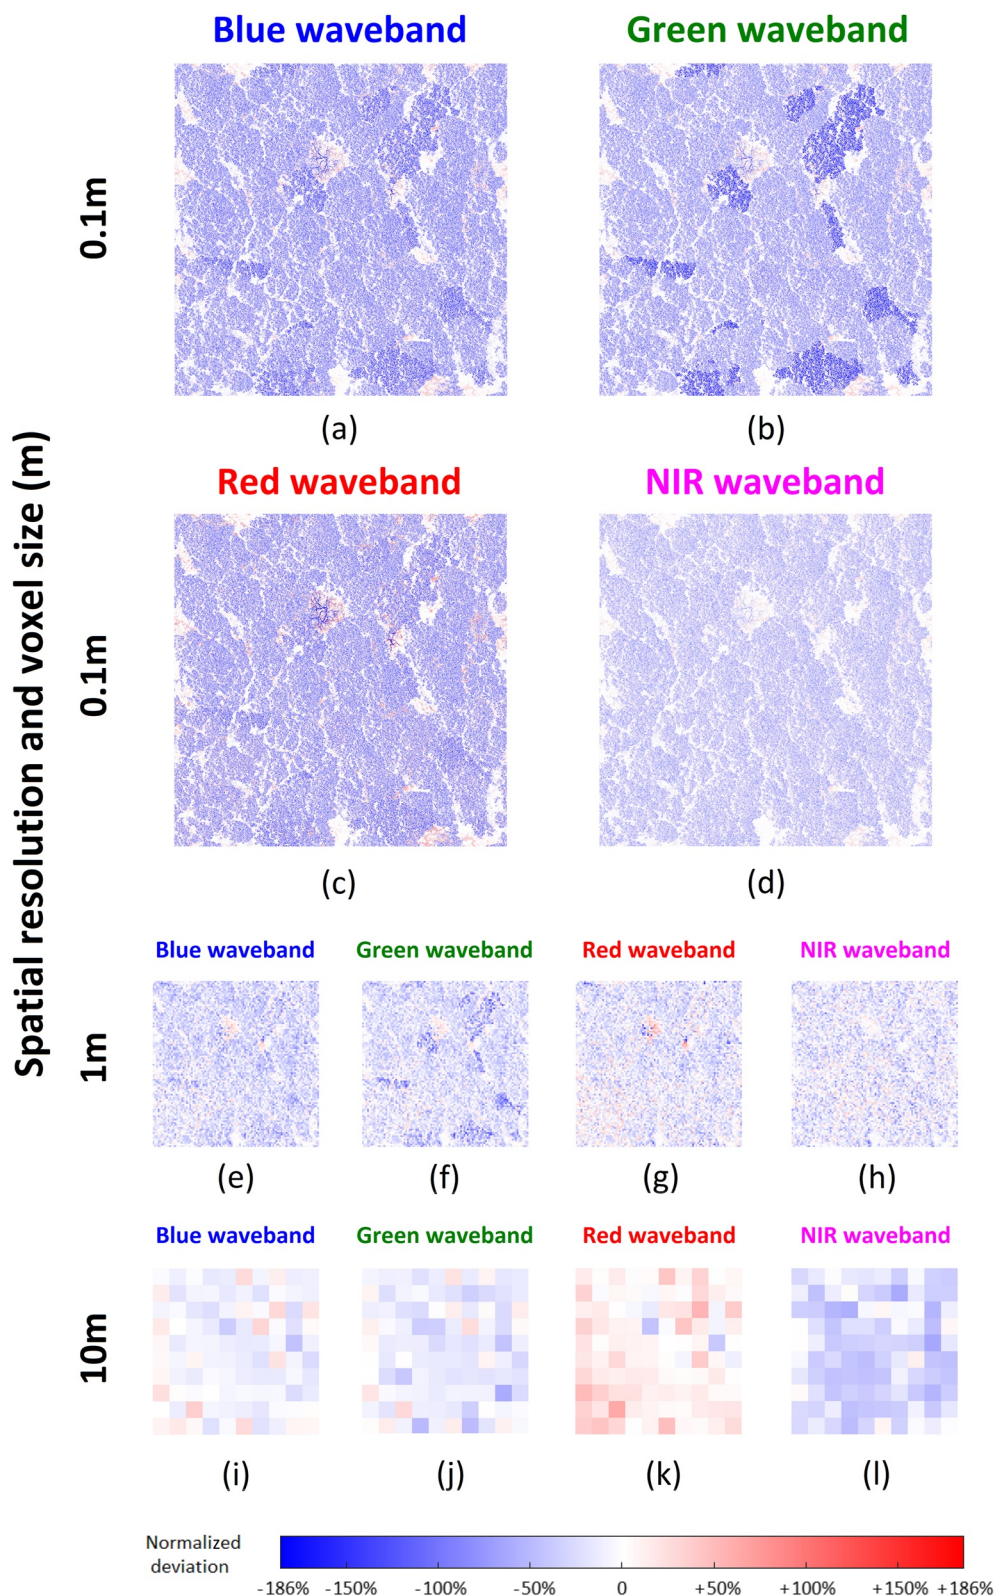 Blue waveband
Green waveband
0.1m
(a)
(b)
Red waveband
NIR waveband
Spatial resolution and voxel size (m)
0.1m
(c)
(d)
Blue waveband
Green waveband
Red waveband
NIR waveband
1m
(e)
(f)
(g)
(h)
Blue waveband
Green waveband
Red waveband
NIR waveband
10m
(i)
(j)
(k)
(l)
Normalized
deviation
-186% -150% -100% -50% 0 +50% +100% +150% +186%